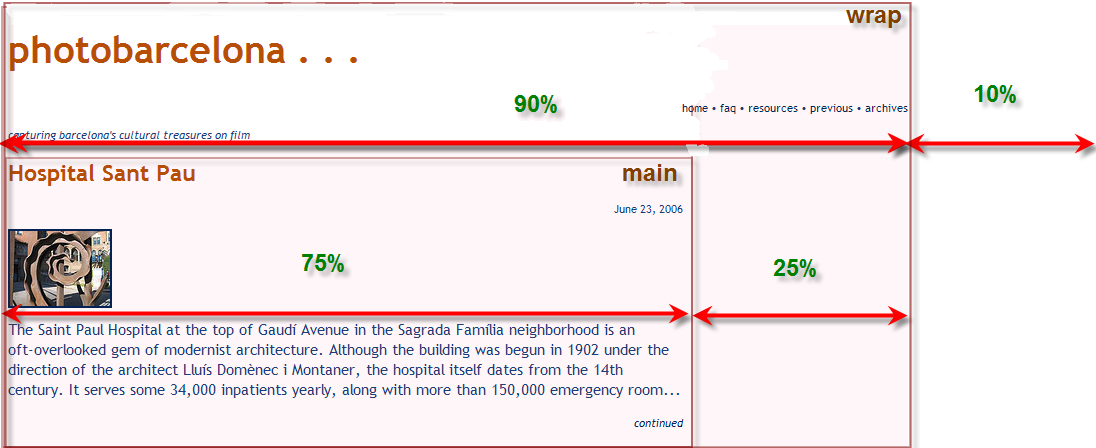 wrap
photobarcelona . . .
90%
10%
home • faq • resources • previous • archives
capturing barcelona's cultural treasures on film
Hospital Sant Pau
main
June 23, 2006
75%
25%
The Saint Paul Hospital at the top of Gaudí Avenue in the Sagrada Família neighborhood is an
oft-overlooked gem of modernist architecture. Although the building was begun in 1902 under the
direction of the architect Lluís Domènec i Montaner, the hospital itself dates from the 14th
century. It serves some 34,000 inpatients yearly, along with more than 150,000 emergency room...
continued